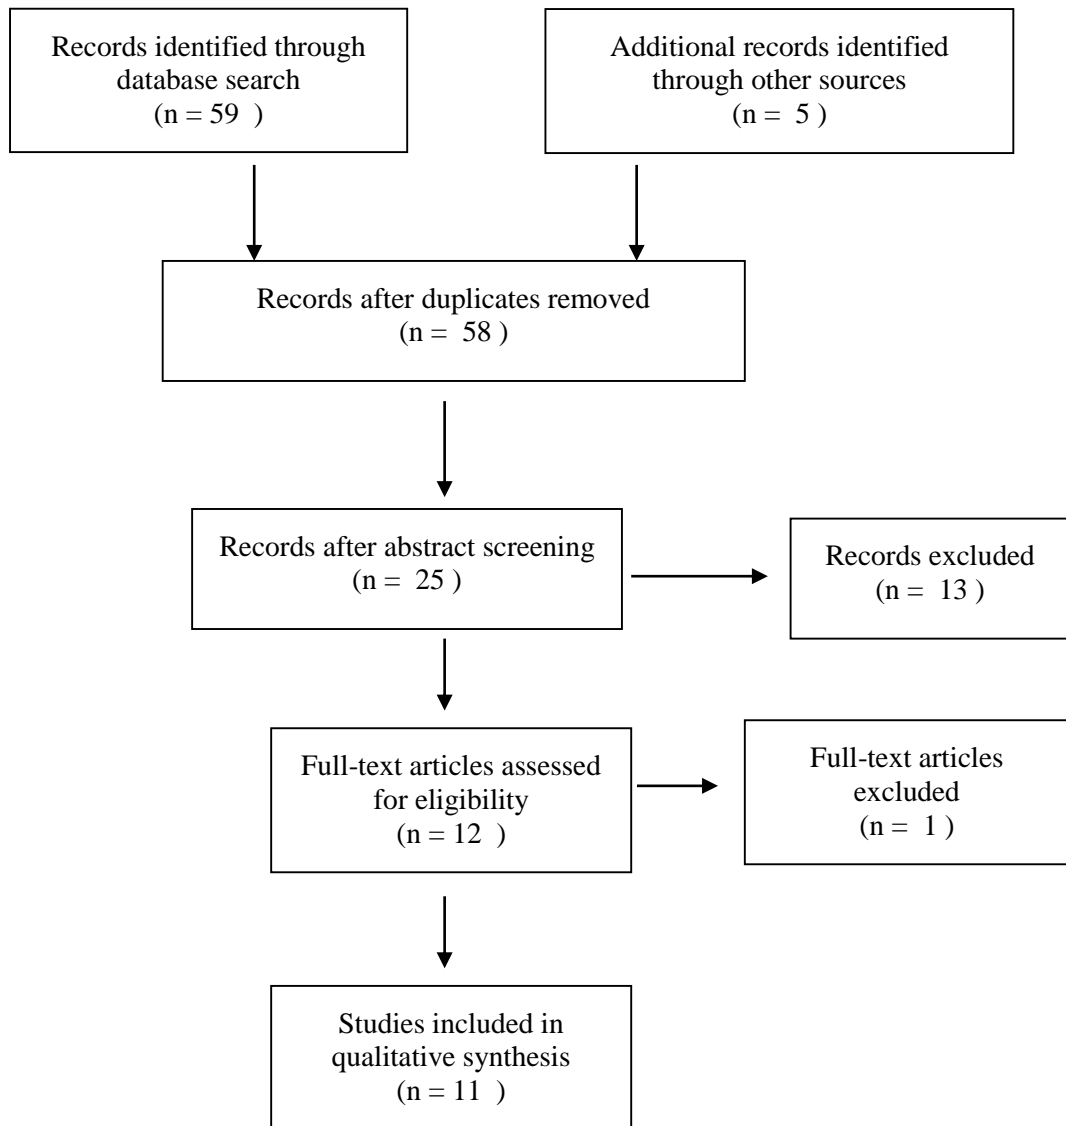 Records identified through
database search
(n = 59  )
Additional records identified
through other sources
(n =  5 )
Records after duplicates removed
(n =  58 )
Records after abstract screening
(n =  25 )
Records excluded
(n =  13 )
Full-text articles assessed
for eligibility
(n = 12  )
Full-text articles
excluded
(n =  1 )
Studies included in
qualitative synthesis
(n = 11  )